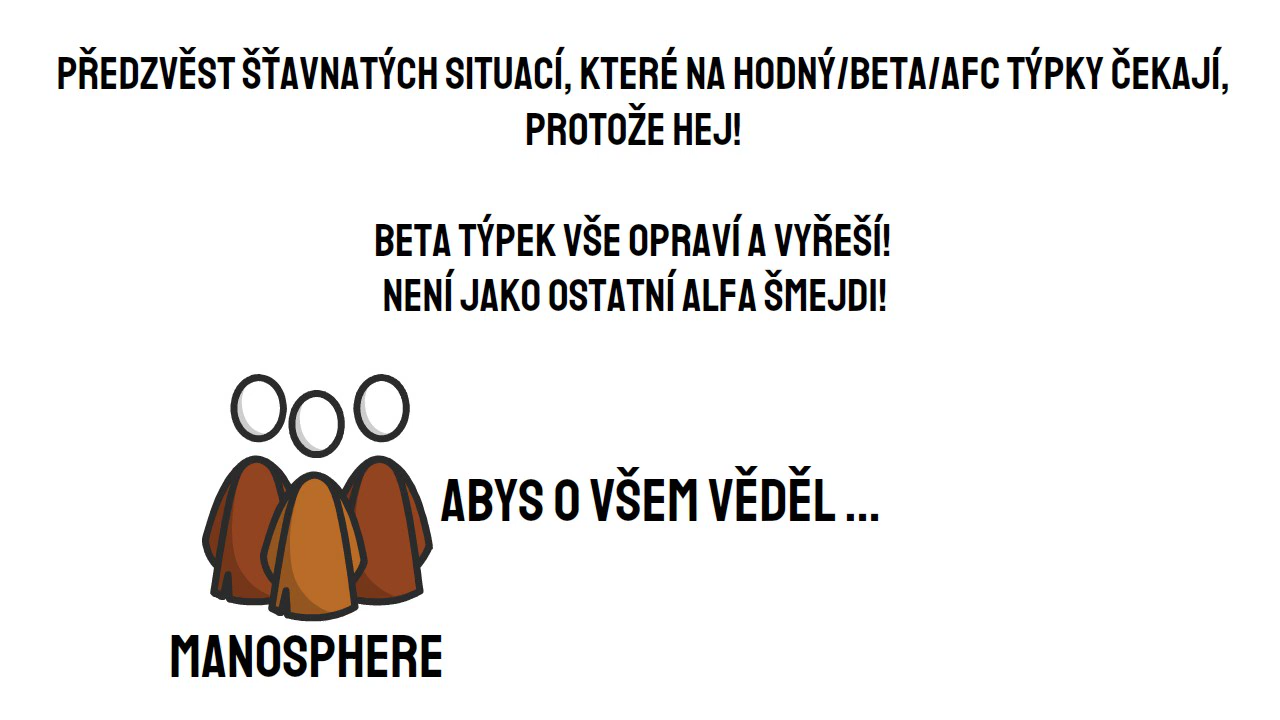 PŘEDZVĚST ŠŤAVNATÝCH SITUACÍ, KTERÉ NA HODNÝ/BETA/AFC TÝPKY ČEKAJÍ,
PROTOŽE HEJ!
BETA TÝPEK VŠE OPRAVÍ A VYŘEŠÍ!
NENÍ JAKO OSTATNÍ ALFA ŠMEJDI!
ABYS O VŠEM VĚDĚL ...
MANOSPHERE